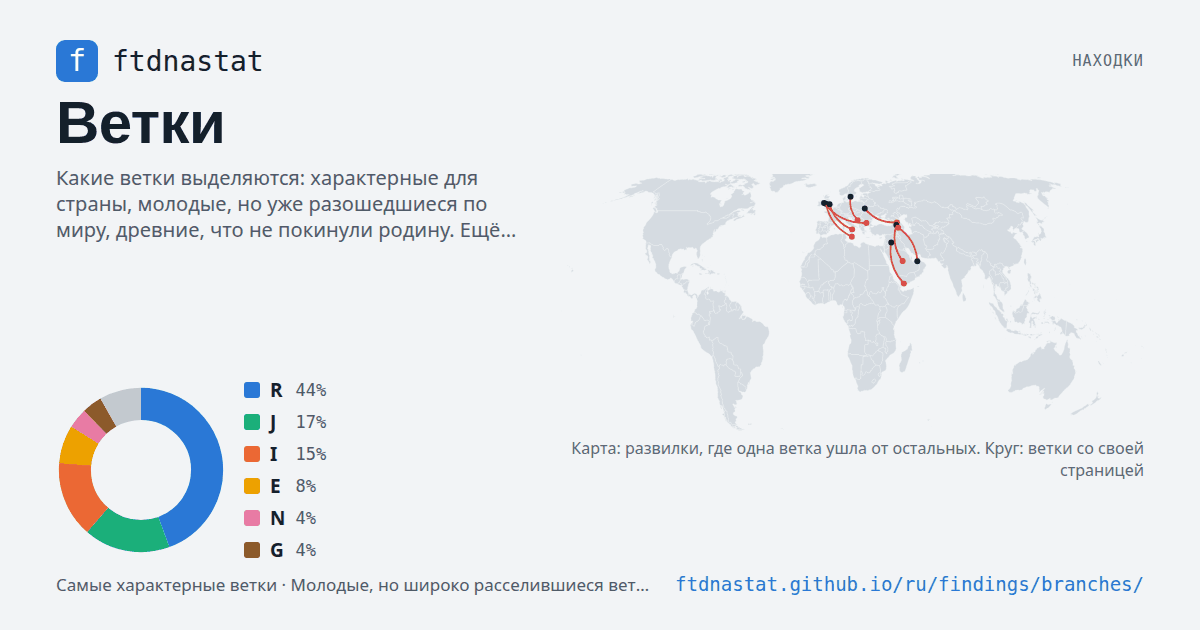 f ftdnastat
НАХОДКИ
Ветки
Какие ветки выделяются: характерные для
страны, молодые, но уже разошедшиеся по
миру, древние, что не покинули родину. Ещё…
R 44%
J 17%
I 15%
E 8%
N 4%
G 4%
Карта: развилки, где одна ветка ушла от остальных. Круг: ветки со своей
страницей
Самые характерные ветки · Молодые, но широко расселившиеся вет…
ftdnastat.github.io/ru/findings/branches/